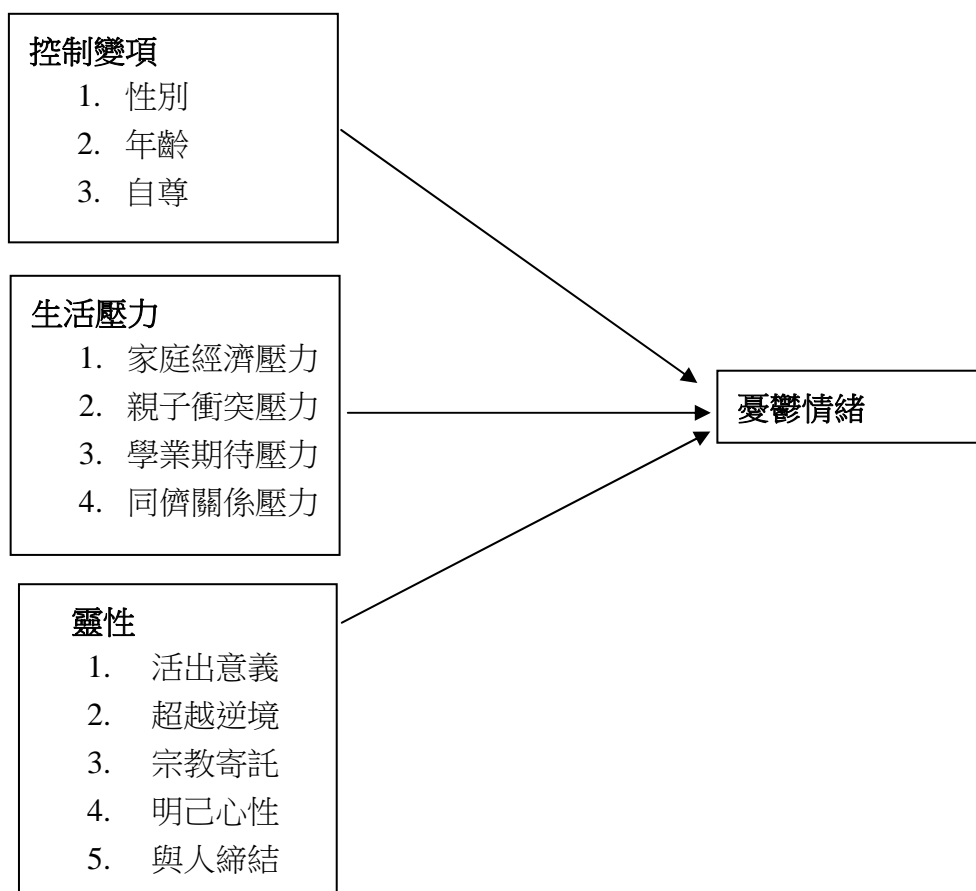 控制變項
1. 性別
2. 年齡
3. 自尊
生活壓力
1. 家庭經濟壓力
2. 親子衝突壓力
3. 學業期待壓力
4. 同儕關係壓力
憂鬱情緒
靈性
1. 活出意義
2. 超越逆境
3. 宗教寄託
4. 明己心性
5. 與人締結